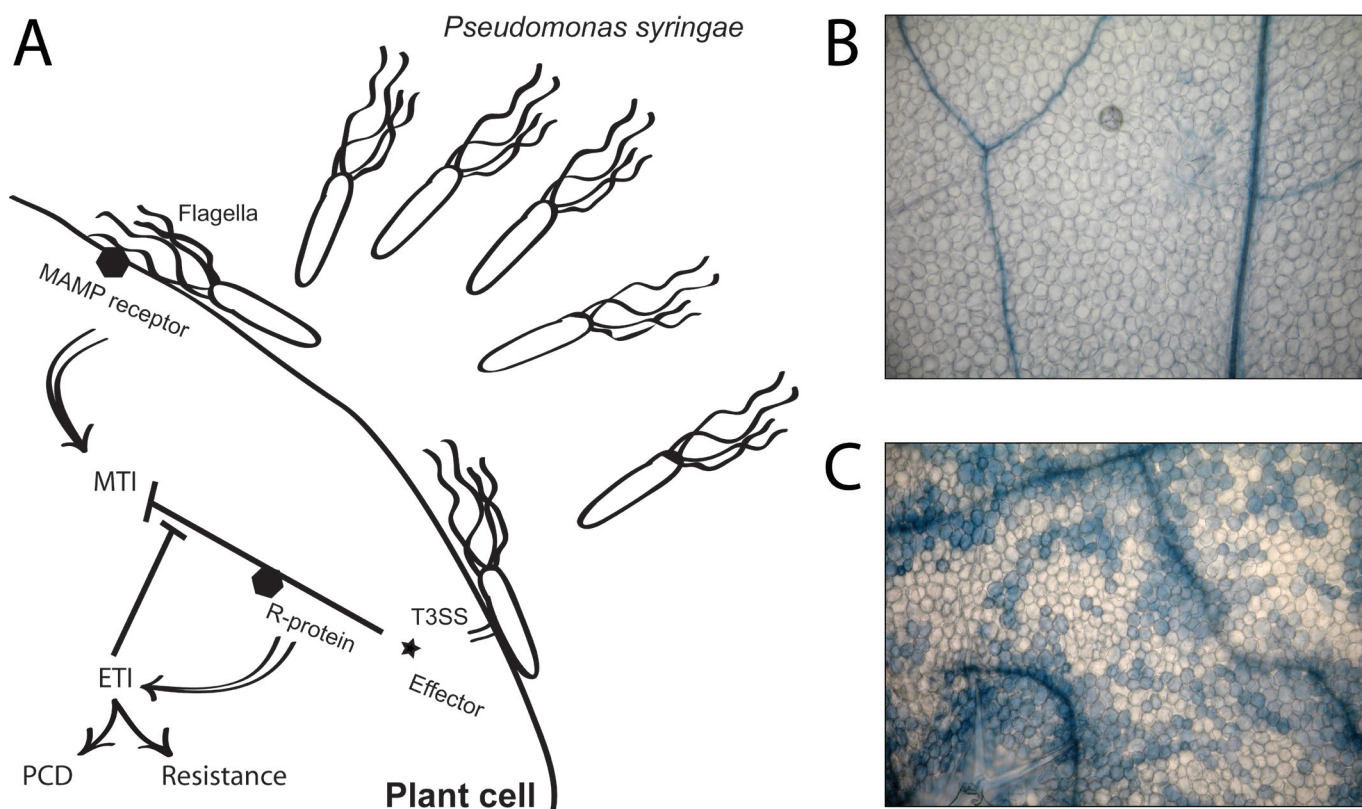 A
Pseudomonas syringae
B
Flagella
MAMP receptor
MTI
C
T3SS
R-protein
ETI
Effector
PCD
Resistance
Plant cell